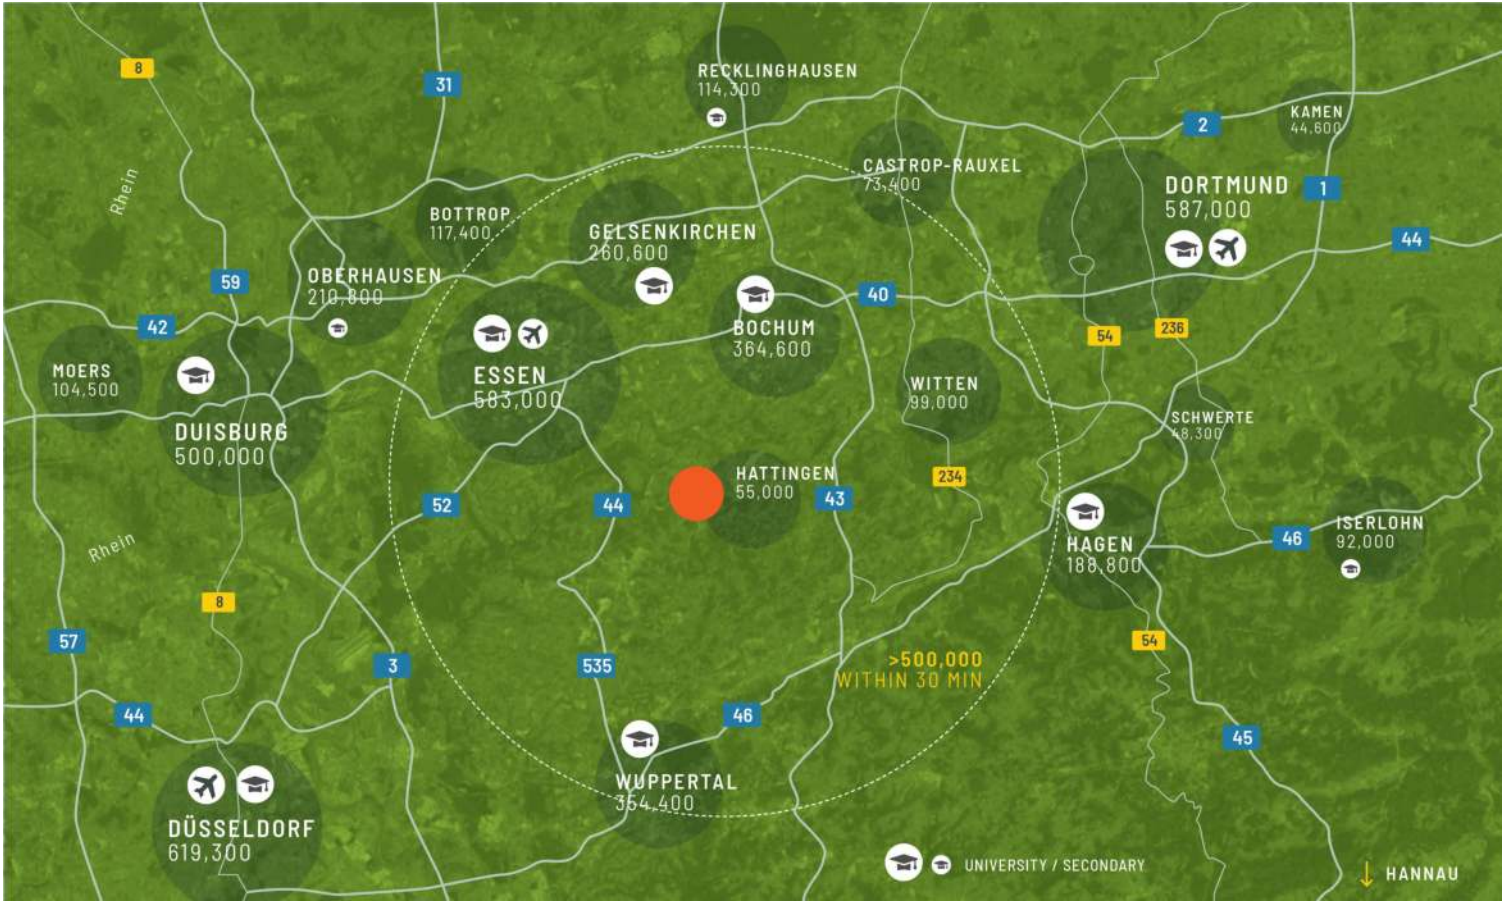 8
31
RECKLINGHAUSEN
114,300
2
KAMEN
44,600
Rhein
CASTROP-RAUXEL
73,400
DORTMUND
587,000
1
44
BOTTROP
117,400
GELSENKIRCHEN
260,600
OBERHAUSEN
210,800
59
40
42
BOCHUM
364,600
54
236
MOERS
104,500
ESSEN
583,000
WITTEN
99,000
SCHWERTE
48,300
DUISBURG
500,000
HATTINGEN
55,000
234
52
44
43
HAGEN
188,800
46
ISERLOHN
92,000
Rhein
8
57
3
535
54
>500,000
WITHIN 30 MIN
44
46
45
WUPPERTAL
354,400
DÜSSELDORF
619,300
UNIVERSITY / SECONDARY
HANNAU